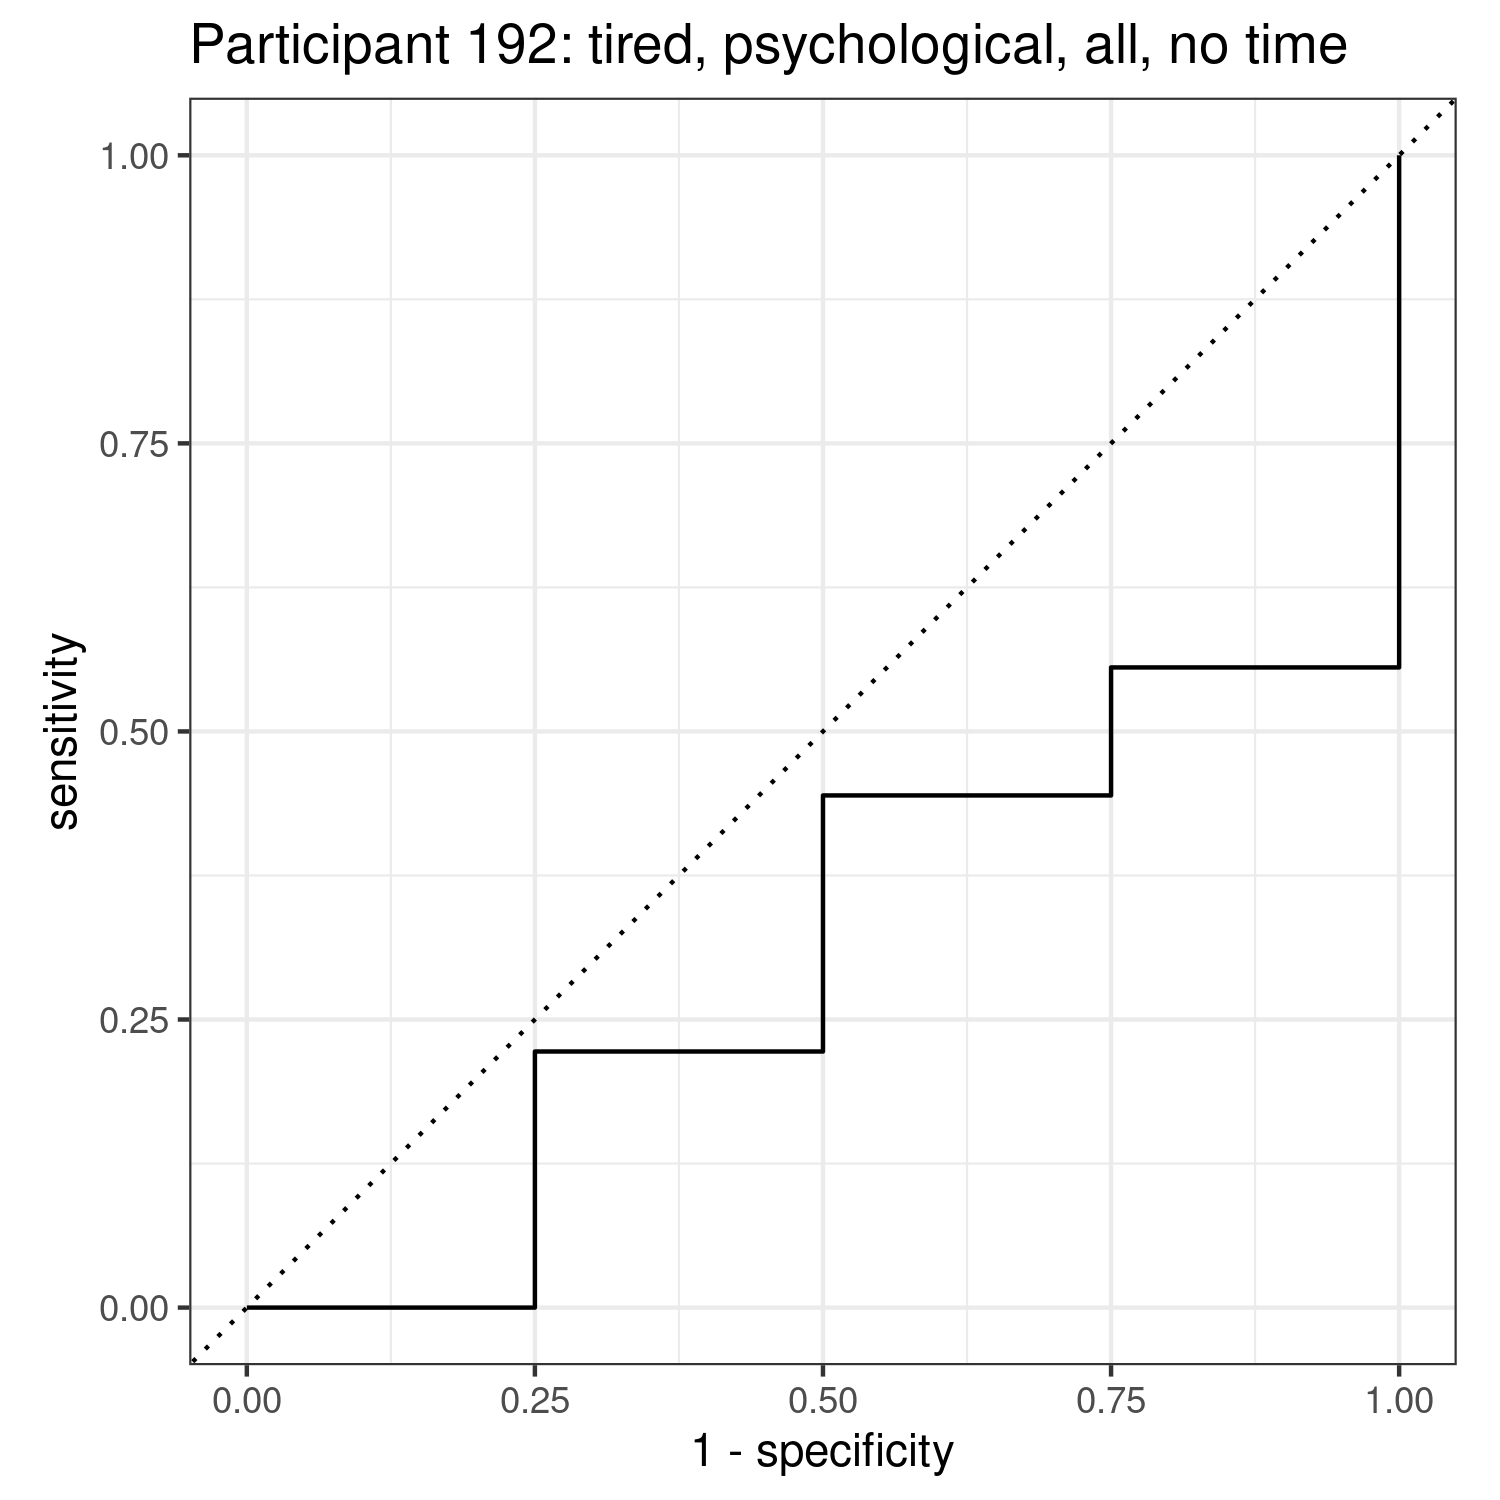 Participant 192: tired, psychological, all, no time
1.00
0.75
0.50
0.25
0.00
sensitivity
0.00 0.25 0.50 0.75 1.00
1 - specificity